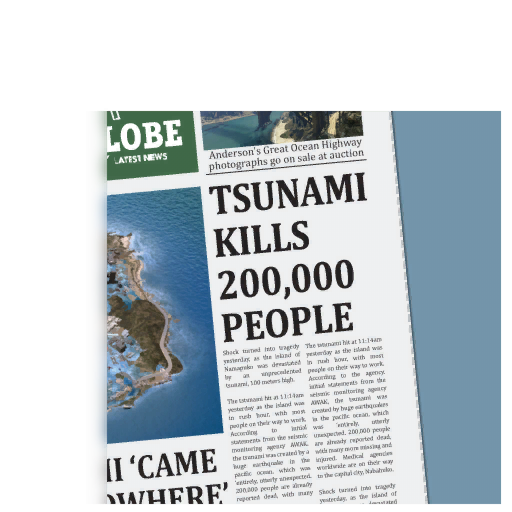 LOBE
LATEST NEWS
Anderson's Great Ocean Highway
photographs go on sale at auction
TSUNAMI
KILLS
200,000
PEOPLE
Shock turned into tragedy
yesterday, as the island of
Namapuko was devastated
by an unprecedented
tsunami, 100 meters high.
The tstunami hit at 11:14am
yesterday as the island was
in rush hour, with most
people on their way to work.
According to initial
statements from the seismic
monitoring agency AWAK,
the tsunami was created by a
huge earthquake in the
pacific ocean, which was
'entirely, utterly unexpected.
200,000 people are already
reported dead, with many
The tsunami hit at 11:14am
yesterday as the island was
in rush hour, with most
people on their way to work.
According to the agency,
initial statements from the
seismic monitoring agency
AWAK, the tsunami was
created by huge earthquakes
in the pacific ocean, which
was 'entirely, utterly
unexpected. 200,000 people
are already reported dead,
with many more missing and
injured. Medical agencies
worldwide are on their way
to the capital city, Nabahuko.
Shock turned into tragedy
yesterday, as the island of
devastated
'CAME
WHERE'